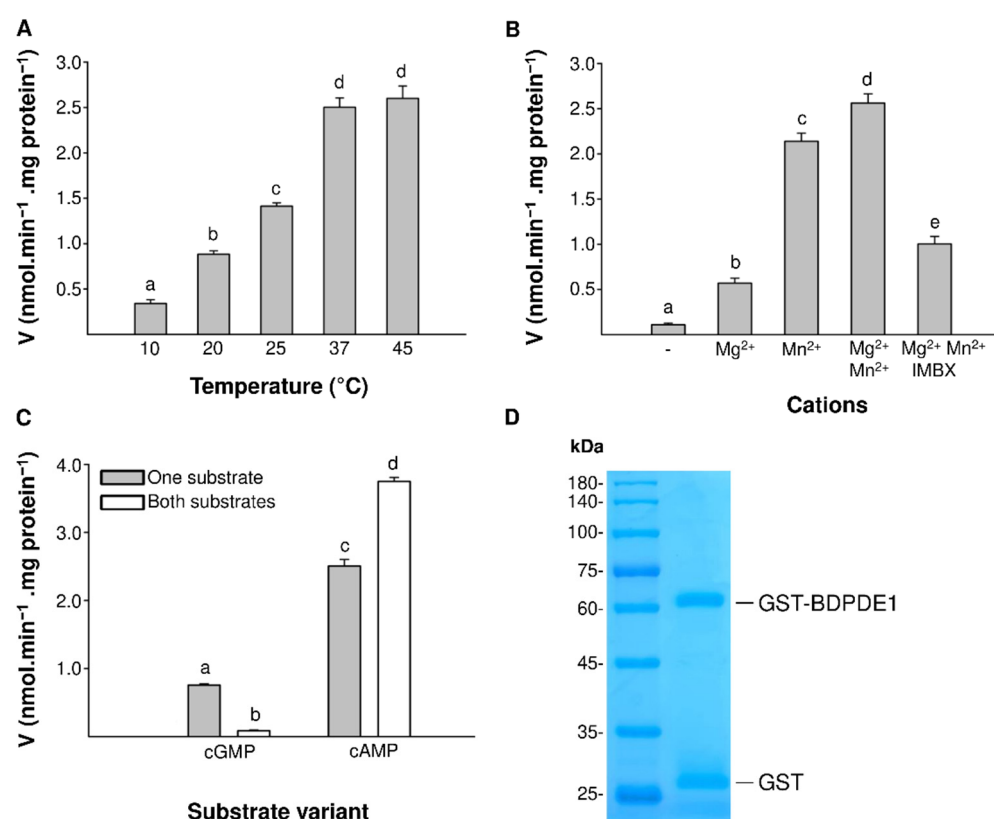 A
V (nmol.min⁻¹ .mg protein⁻¹)
3.0
2.5
2.0
1.5
1.0
0.5
a
b
c
d
d
10 20 25 37 45
Temperature (°C)
B
V (nmol.min⁻¹ .mg protein⁻¹)
3.0
2.5
2.0
1.5
1.0
0.5
a
b
c
d
e
- Mg²⁺ Mn²⁺ Mg²⁺ Mg²⁺ Mn²⁺
Mn²⁺ IMBX
Cations
C
V (nmol.min⁻¹ .mg protein⁻¹)
4.0
3.0
2.0
1.0
One substrate
Both substrates
a
b
c
d
cGMP cAMP
Substrate variant
D
kDa
180-
140-
100-
75-
60-
45-
35-
25-
GST-BDPDE1
GST